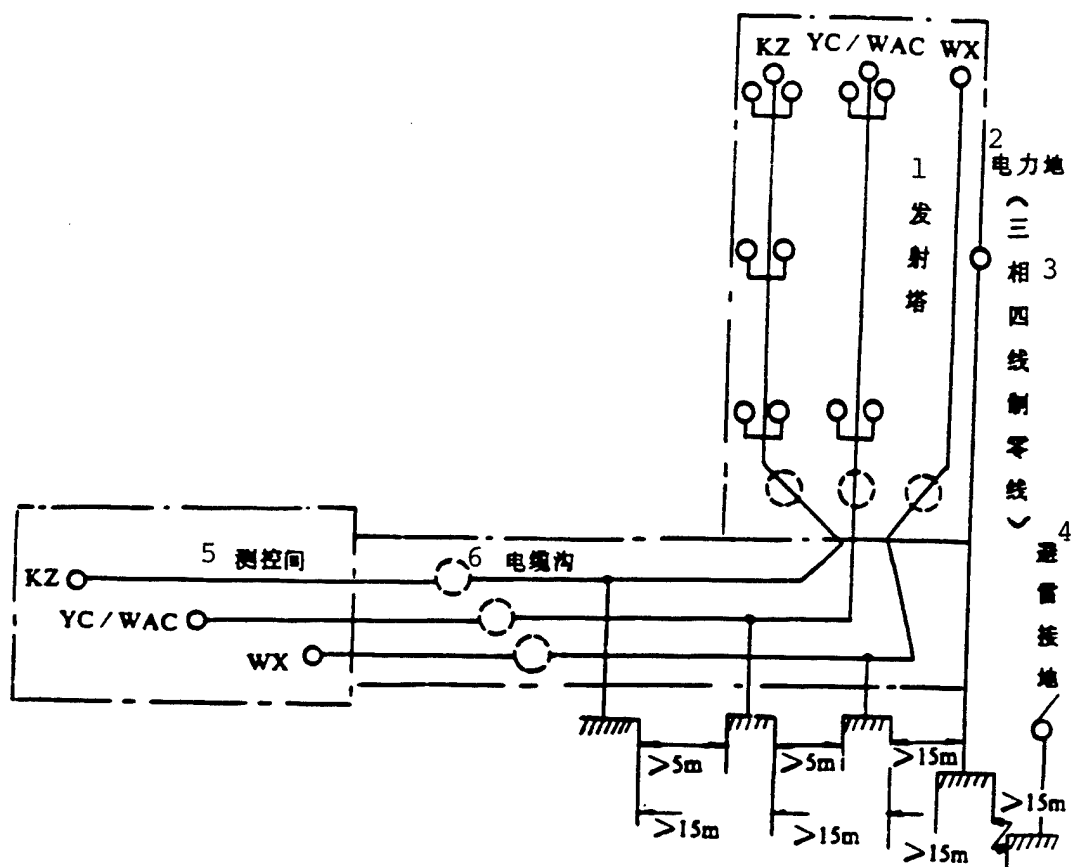 KZ YC/WAC WX
1
发射塔
2
电力地
(三相四线制零线)
3
4
避雷接地
5 测控间
6 电缆沟
KZ
YC/WAC
WX
>5m >5m >15m
>15m >15m >15m >15m